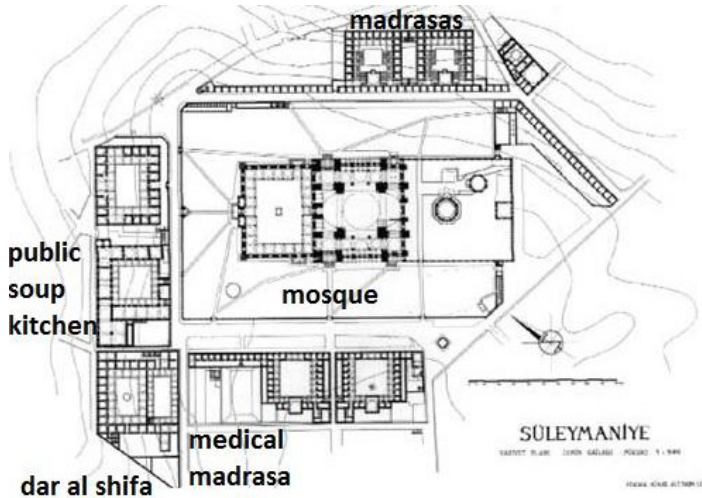 madrasas
public
soup
kitchen
mosque
medical
madrasa
dar al shifa
SÜLEYMANİYE